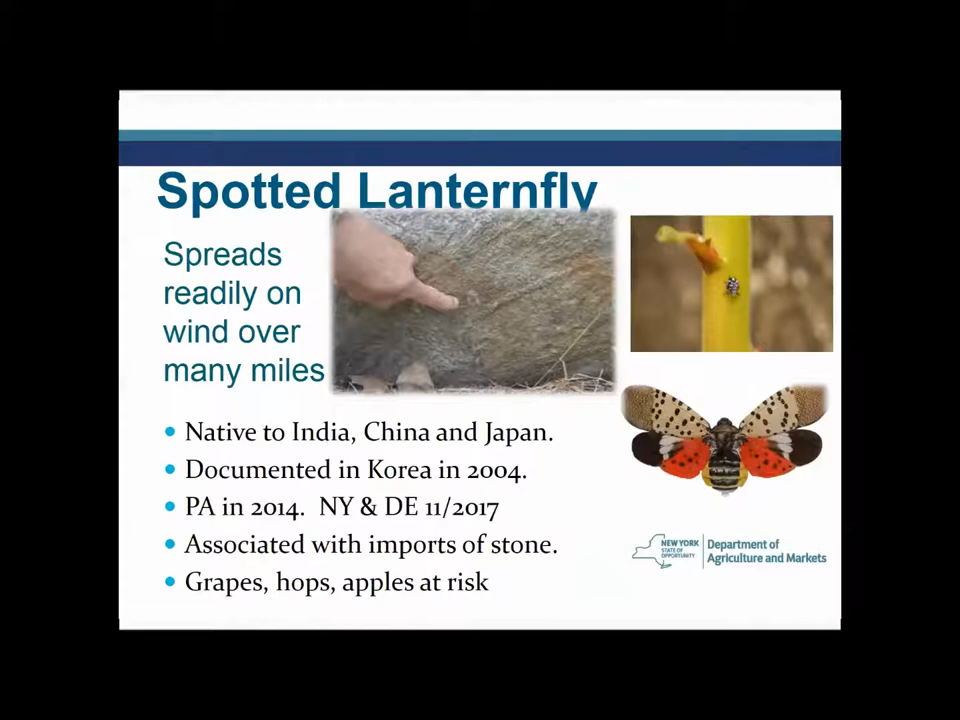 Spotted Lanternfly
Spreads
readily on
wind over
many miles
Native to India, China and Japan.
Documented in Korea in 2004.
PA in 2014.  NY & DE 11/2017
Associated with imports of stone.
Grapes, hops, apples at risk
NEW YORK
STATE OF
OPPORTUNITY
Department of
Agriculture and Markets